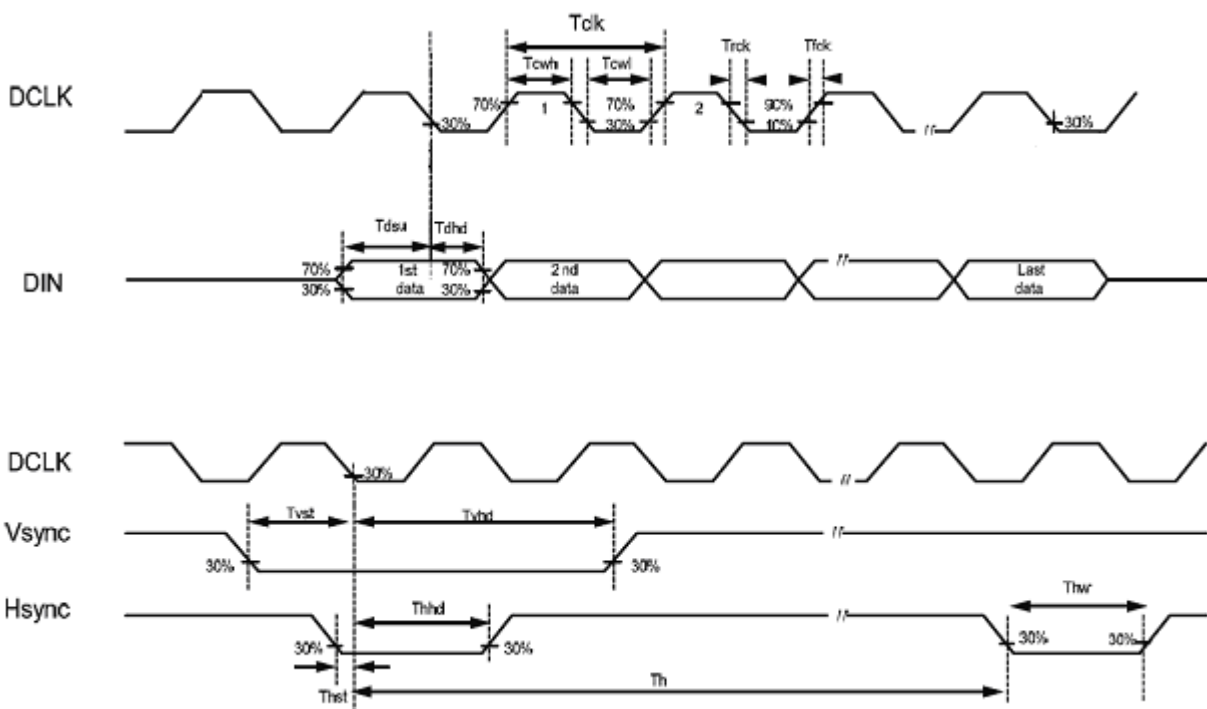 Tclk
Tcwh Tcwl Trck Tfck
DCLK 70% 1 70% 2 90%
30% 30% 10% 30%
Tdsu Tdhd
70% 1st 70% 2nd Last
DIN 30% data 30% data data
DCLK 30%
Tvst Tvhd
Vsync
30% 30%
Hsync Thhd Thw
30% 30% 30% 30%
Thst Th